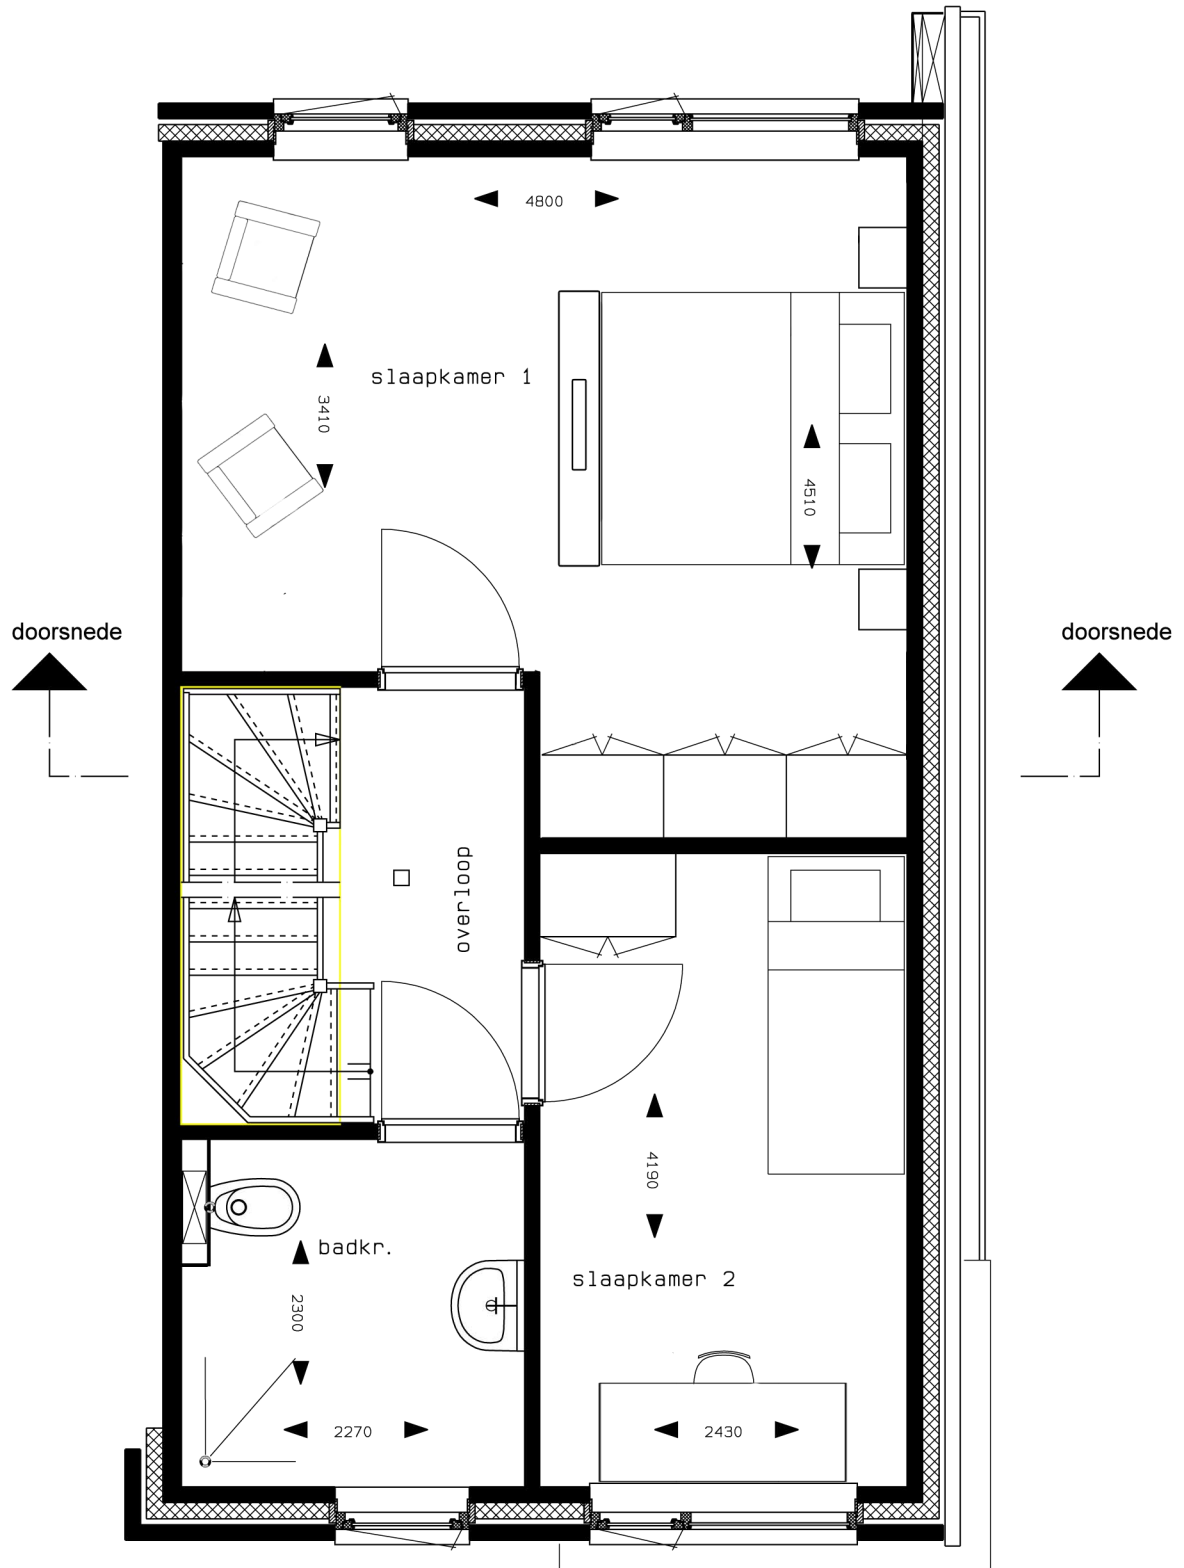 4800
slaapkamer 1
3410
4510
doorsnede
doorsnede
overloop
4190
badkr.
slaapkamer 2
2300
2270
2430